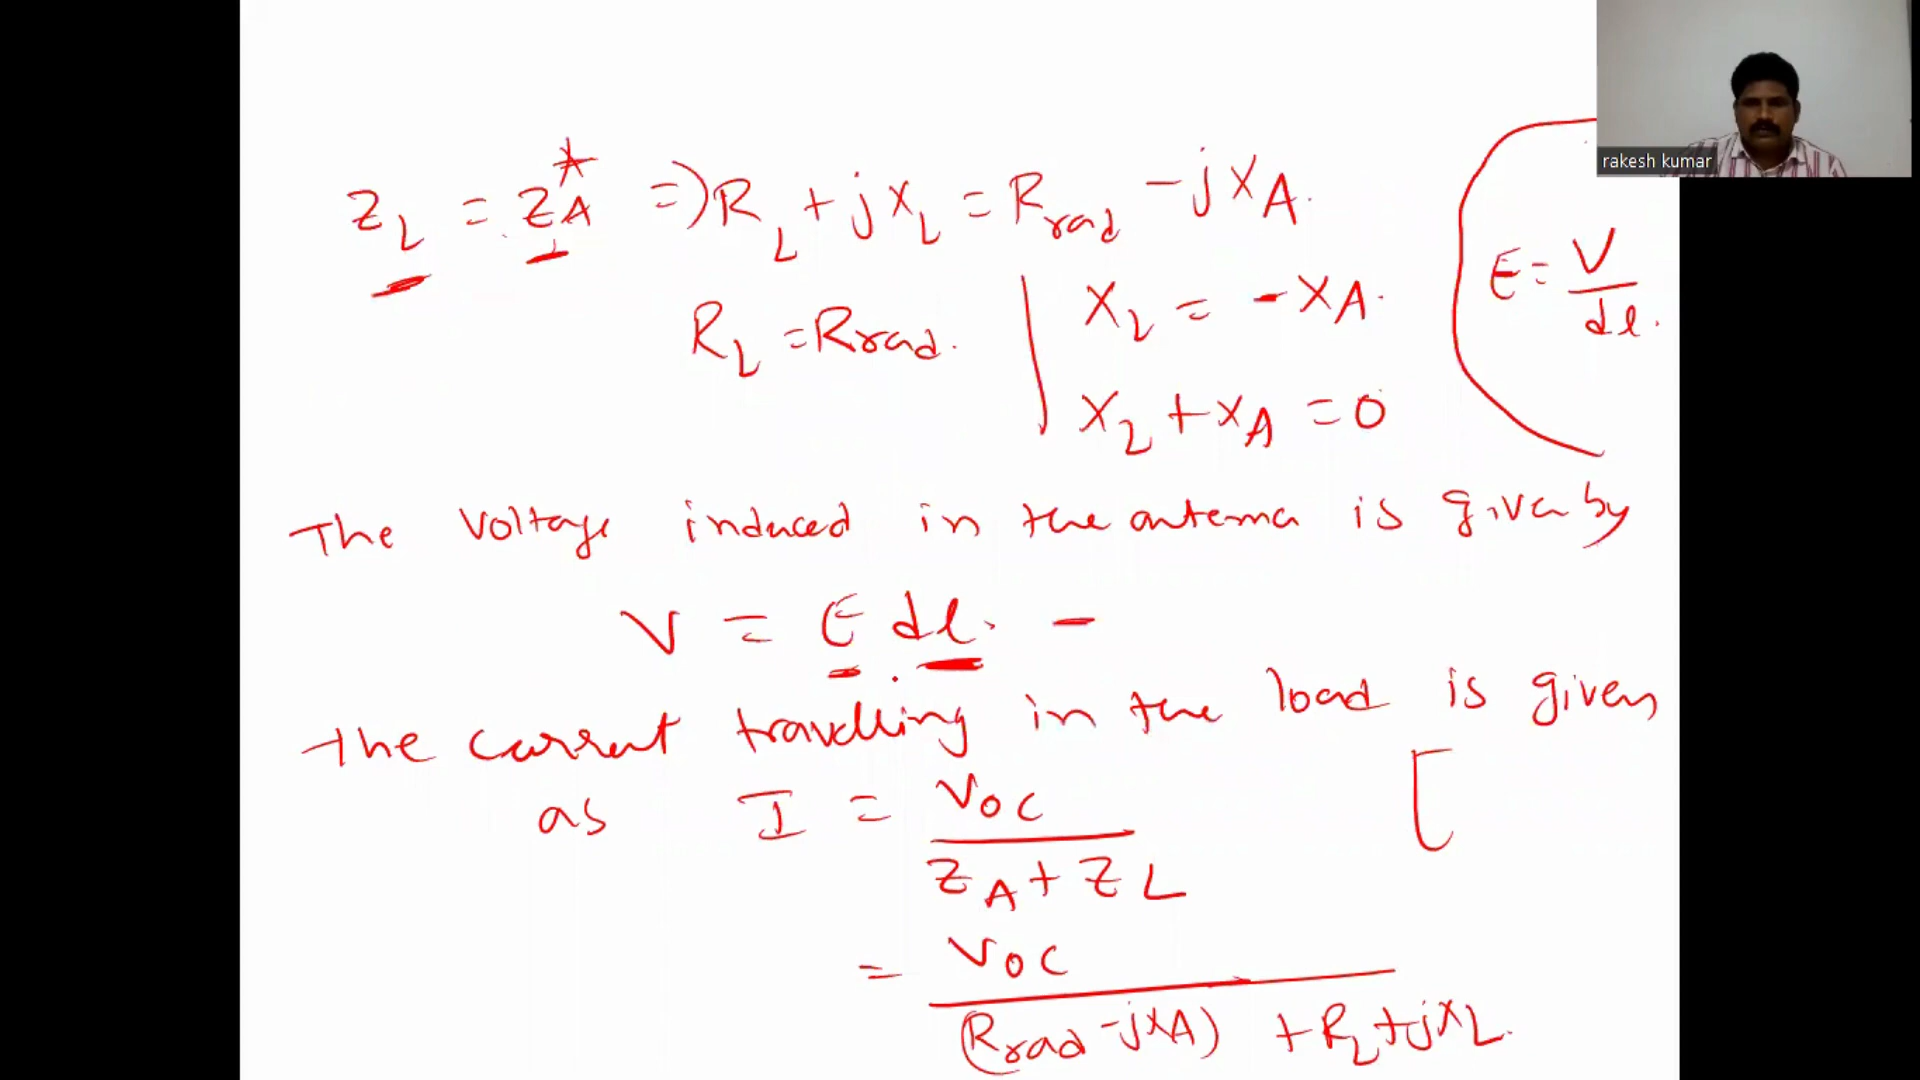 rakesh kumar
Z_L = Z_A^* => R_L + jX_L = R_rad - jX_A.
R_L = R_rad. | X_L = -X_A.
X_L + X_A = 0
E = V/dl.
The voltage induced in the antenna is given by
V = E dl. -
The current travelling in the load is given
as I = Voc / (Z_A + Z_L) [
= Voc / ((R_rad - jX_A) + R_L + jX_L.